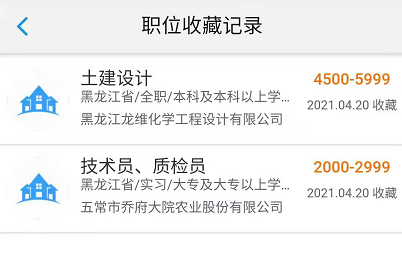 职位收藏记录
土建设计
4500-5999
黑龙江省/全职/本科及本科以上学...
2021.04.20 收藏
黑龙江龙维化学工程设计有限公司
技术员、质检员
2000-2999
黑龙江省/实习/大专及大专以上学...
2021.04.20 收藏
五常市乔府大院农业股份有限公司